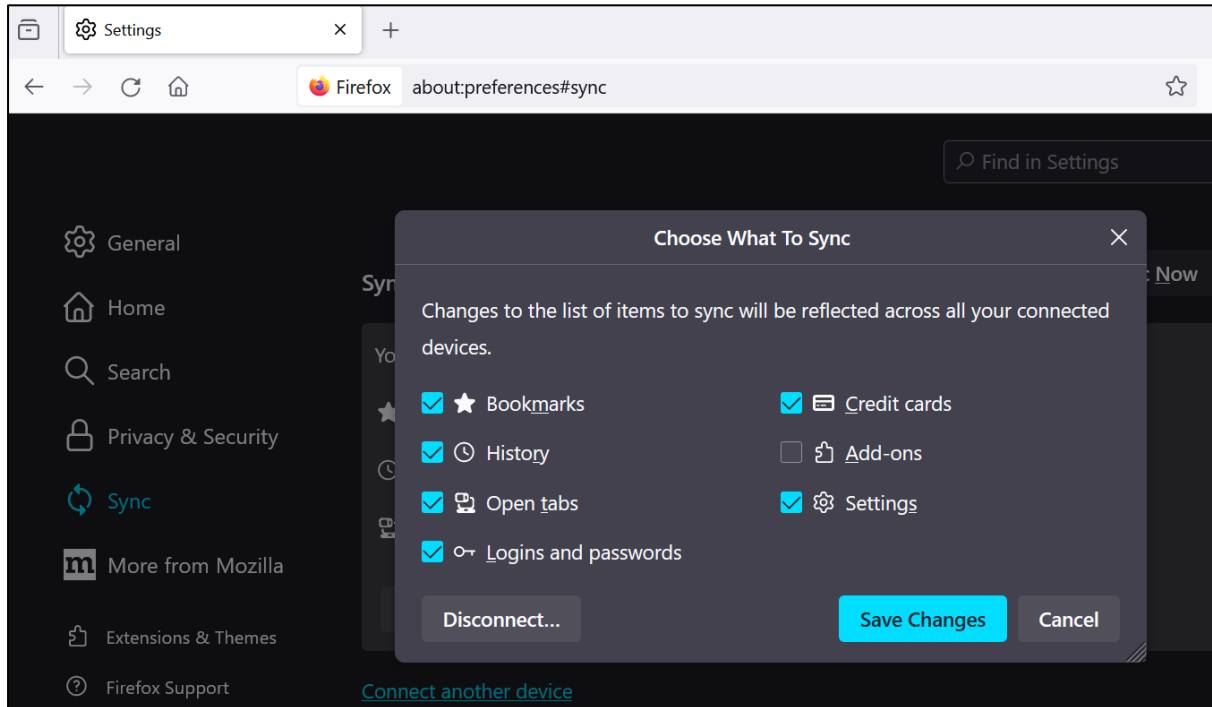 Settings
Firefox about:preferences#sync
Find in Settings
General
Home
Search
Privacy & Security
Sync
m More from Mozilla
Extensions & Themes
Firefox Support
Syn
Now
Yo
Choose What To Sync
Changes to the list of items to sync will be reflected across all your connected
devices.
Bookmarks
Credit cards
History
Add-ons
Open tabs
Settings
Logins and passwords
Disconnect...
Save Changes
Cancel
Connect another device